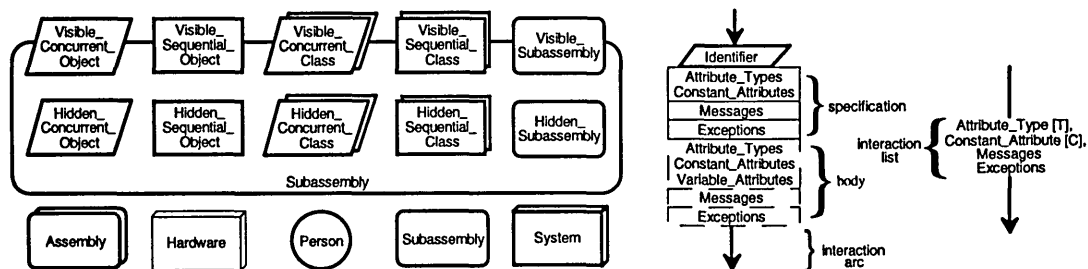 Visible_
Concurrent_
Object
Visible_
Sequential_
Object
Visible_
Concurrent_
Class
Visible_
Sequential_
Class
Visible_
Subassembly
Hidden_
Concurrent_
Object
Hidden_
Sequential_
Object
Hidden_
Concurrent_
Class
Hidden_
Sequential_
Class
Hidden_
Subassembly
Subassembly
Assembly
Hardware
Person
Subassembly
System
Identifier
Attribute_Types
Constant_Attributes
Messages
Exceptions
specification
Attribute_Types
Constant_Attributes
Variable_Attributes
Messages
Exceptions
body
interaction
arc
interaction
list
Attribute_Type [T],
Constant_Attribute [C],
Messages
Exceptions